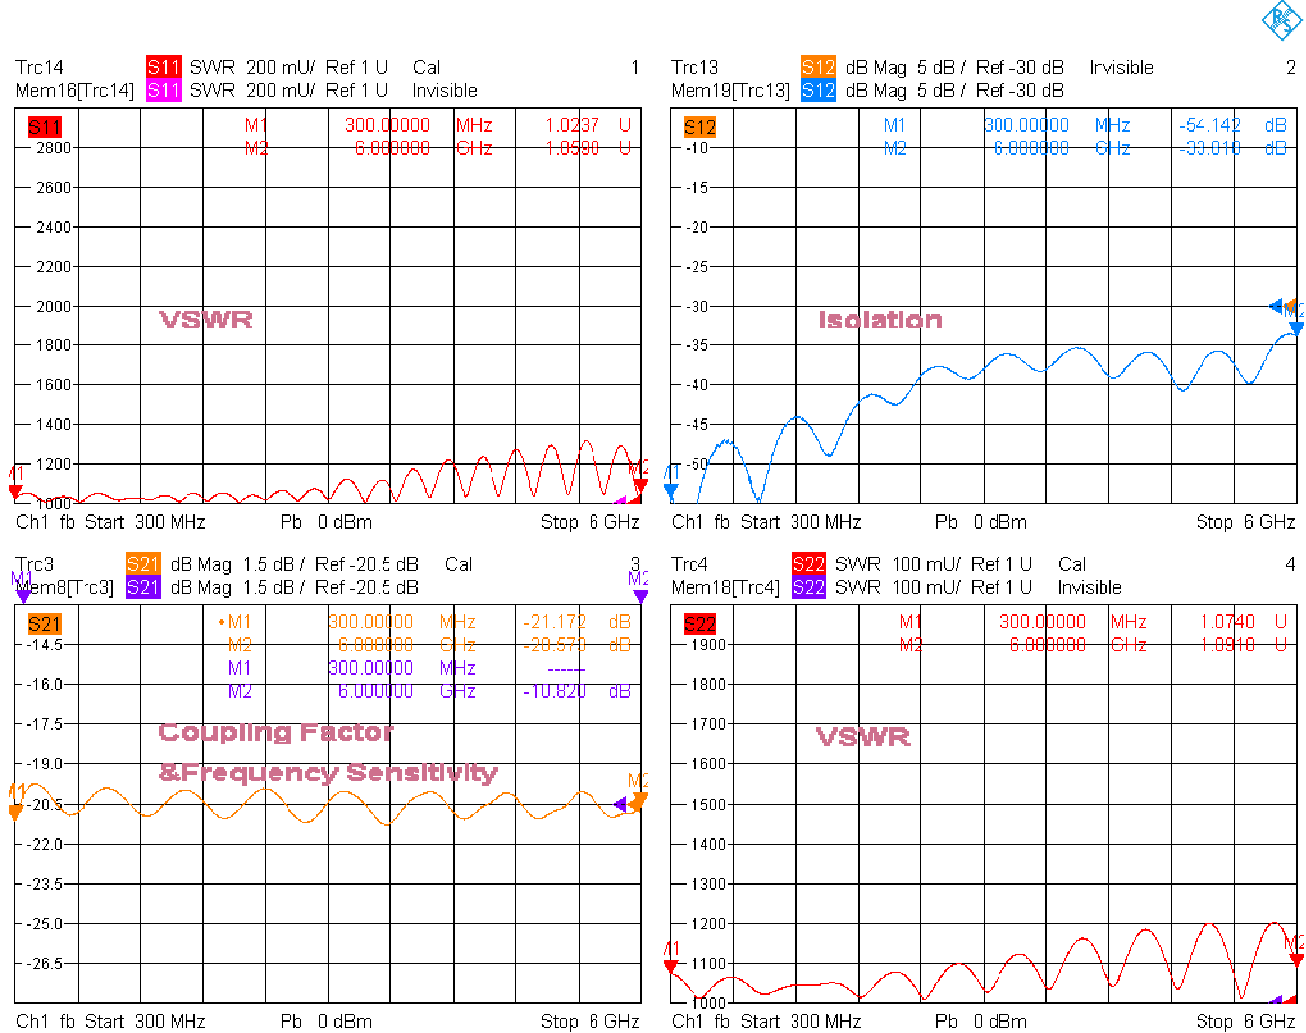 R&S
Trc14 S11 SWR 200 mU/ Ref 1 U Cal 1
Mem16[Trc14] S11 SWR 200 mU/ Ref 1 U Invisible
S11
M1 300.00000 MHz 1.0237 U
M2 6.000000 GHz U
2800
2600
2400
2200
2000
1800
1600
1400
1200
1000
VSWR
M2
Ch1 fb Start 300 MHz Pb 0 dBm Stop 6 GHz
Trc13 S12 dB Mag 5 dB / Ref -30 dB Invisible 2
Mem19[Trc13] S12 dB Mag 5 dB / Ref -30 dB
S12
M1 300.00000 MHz -54.142 dB
M2 6.000000 GHz dB
-10
-15
-20
-25
-30
-35
-40
-45
-50
Isolation
M2
Ch1 fb Start 300 MHz Pb 0 dBm Stop 6 GHz
Trc3 S21 dB Mag 1.5 dB / Ref -20.5 dB Cal 3
Mem8[Trc3] S21 dB Mag 1.5 dB / Ref -20.5 dB
M1 M2
S21
•M1 300.00000 MHz -21.172 dB
M2 6.000000 GHz dB
M1 300.00000 MHz ------
M2 6.000000 GHz dB
-14.5
-16.0
-17.5
-19.0
-20.5
-22.0
-23.5
-25.0
-26.5
Coupling Factor
&Frequency Sensitivity
M2
Ch1 fb Start 300 MHz Pb 0 dBm Stop 6 GHz
Trc4 S22 SWR 100 mU/ Ref 1 U Cal 4
Mem18[Trc4] S22 SWR 100 mU/ Ref 1 U Invisible
S22
M1 300.00000 MHz 1.0740 U
M2 6.000000 GHz U
1900
1800
1700
1600
1500
1400
1300
1200
1100
1000
VSWR
M2
Ch1 fb Start 300 MHz Pb 0 dBm Stop 6 GHz